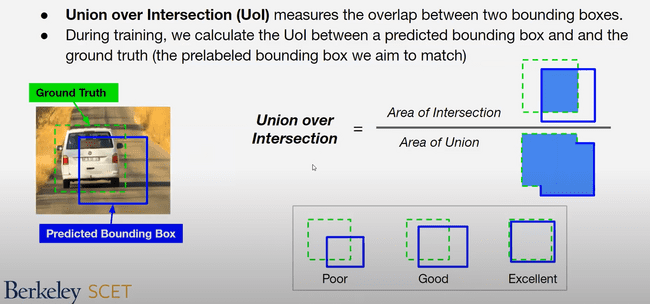 ● Union over Intersection (UoI) measures the overlap between two bounding boxes.
● During training, we calculate the UoI between a predicted bounding box and and the
ground truth (the prelabeled bounding box we aim to match)
Ground Truth
Predicted Bounding Box
Union over
Intersection
=
Area of Intersection
Area of Union
Poor
Good
Excellent
Berkeley SCET